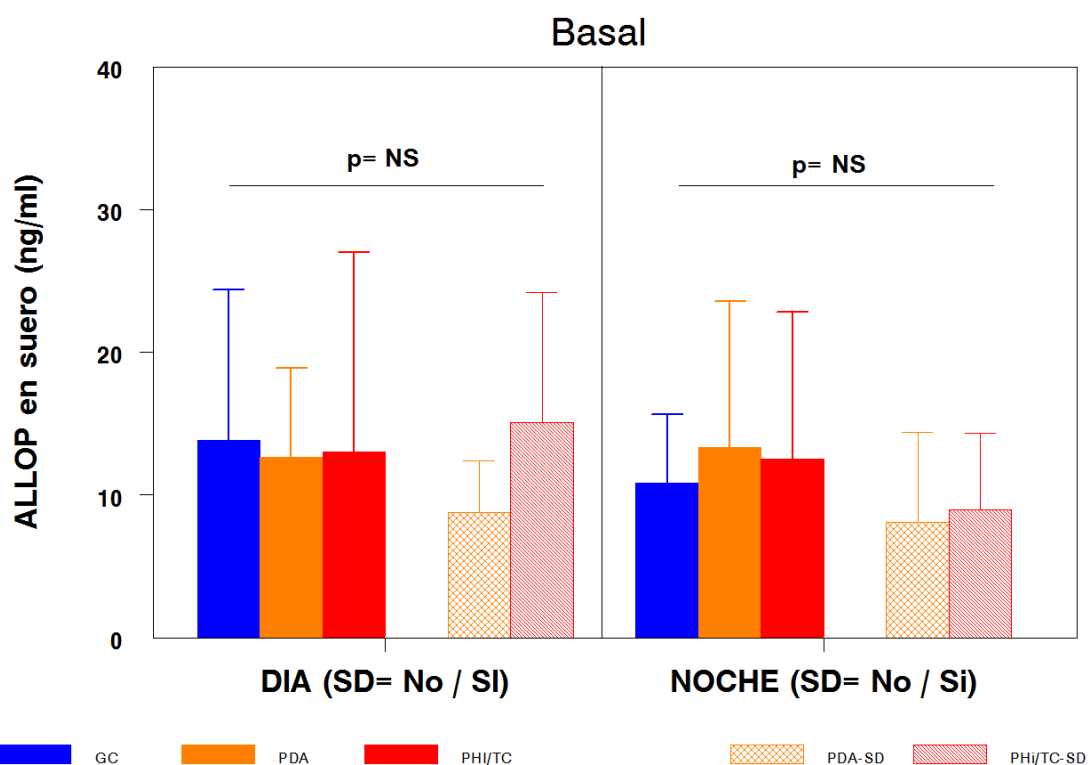 Basal
ALLOP en suero (ng/ml)
40
30
20
10
0
p= NS
p= NS
DIA (SD= No / SI)
NOCHE (SD= No / Si)
GC
PDA
PHI/TC
PDA-SD
PHi/TC-SD